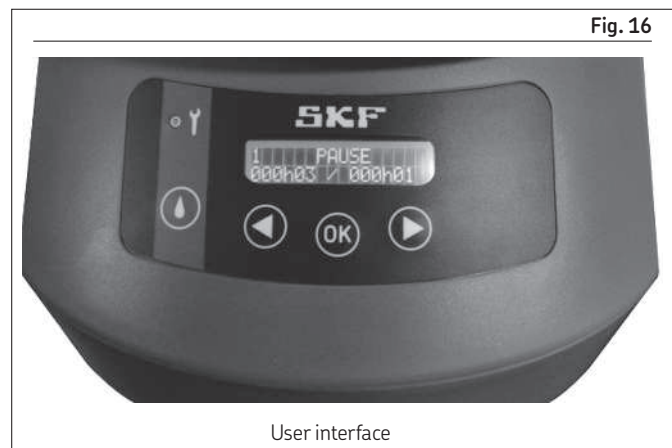 Fig. 16
SKF
1 PAUSE
000h03 / 000h01
OK
User interface